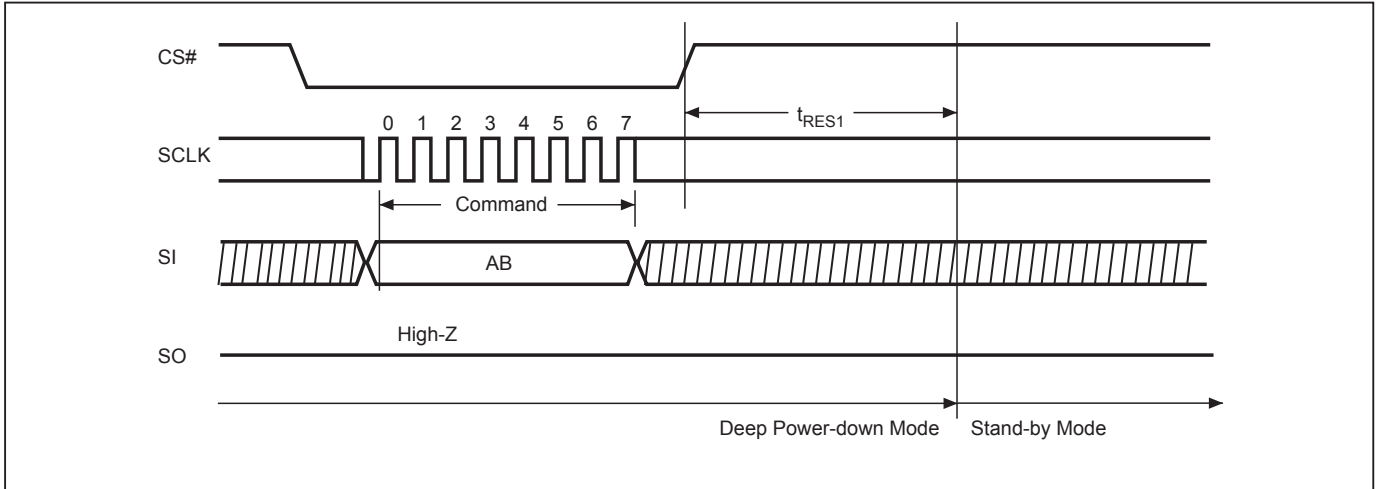 CS#
tRES1
0 1 2 3 4 5 6 7
SCLK
Command
SI
AB
High-Z
SO
Deep Power-down Mode Stand-by Mode